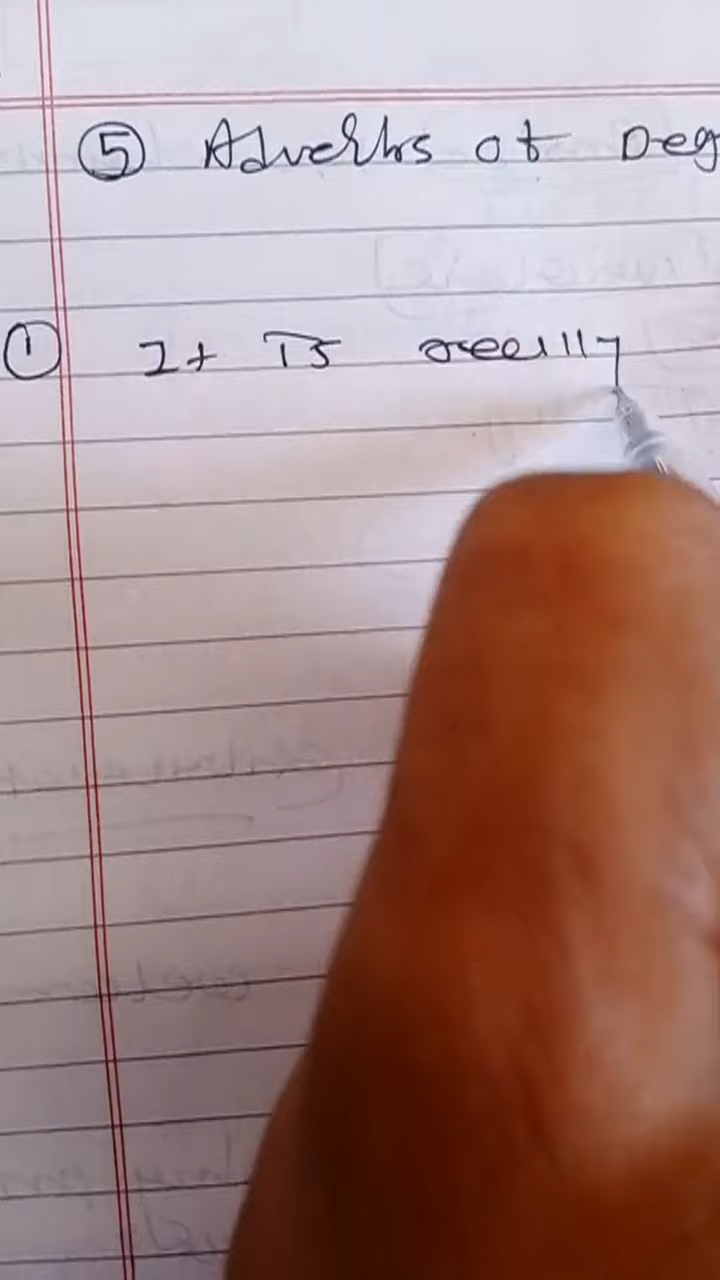 ⑤ Adverbs of Deg
① It is really